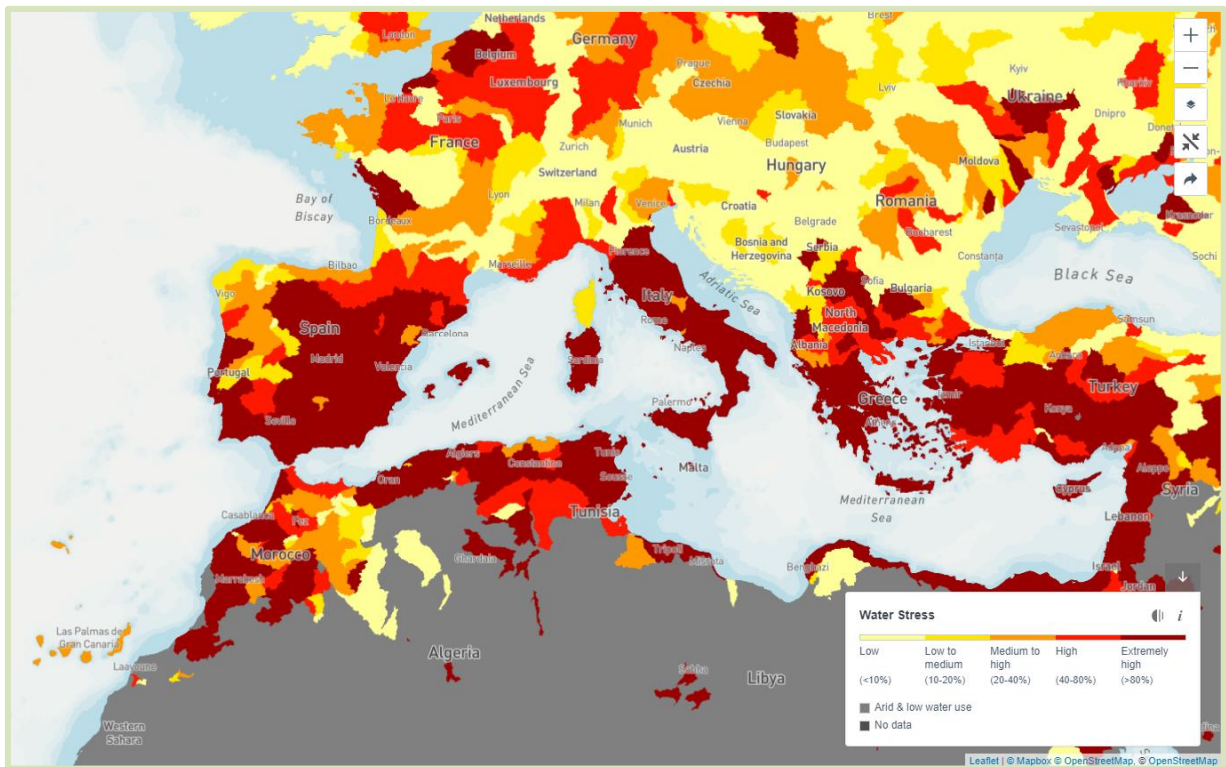 Netherlands
Brest
London
Germany
Belgium
Prague
Kyiv
Luxembourg
Czechia
Lviv
Kharkiv
Le Havre
Ukraine
Paris
Slovakia
Dnipro
Munich
Vienna
Donetsk
France
Zurich
Austria
Budapest
Hungary
Moldova
Switzerland
Lyon
Milan
Venice
Croatia
Romania
Bay of
Biscay
Bordeaux
Belgrade
Bucharest
Krasnodar
Sevastopol
Bosnia and
Herzegovina
Serbia
Florence
Constanța
Sochi
Marseille
Bilbao
Adriatic Sea
Black Sea
Sofia
Vigo
Kosovo
Bulgaria
Italy
North
Macedonia
Rome
Samsun
Spain
Barcelona
Albania
Istanbul
Naples
Ankara
Madrid
Sardinia
Valencia
Portugal
Mediterranean Sea
Turkey
Greece
Izmir
Palermo
Konya
Seville
Athens
Adana
Algiers
Constantine
Tunis
Aleppo
Malta
Oran
Sousse
Cyprus
Syria
Mediterranean
Sea
Casablanca
Fez
Tunisia
Lebanon
Morocco
Ghardaia
Tripoli
Misrata
Benghazi
Israel
Marrakesh
Jordan
Las Palmas de
Gran Canaria
Laayoune
Algeria
Sabha
Libya
Western
Sahara
Water Stress
i
Low
Low to
medium
Medium to
high
High
Extremely
high
(<10%)
(10-20%)
(20-40%)
(40-80%)
(>80%)
Arid & low water use
No data
Leaflet | © Mapbox © OpenStreetMap, © OpenStreetMap